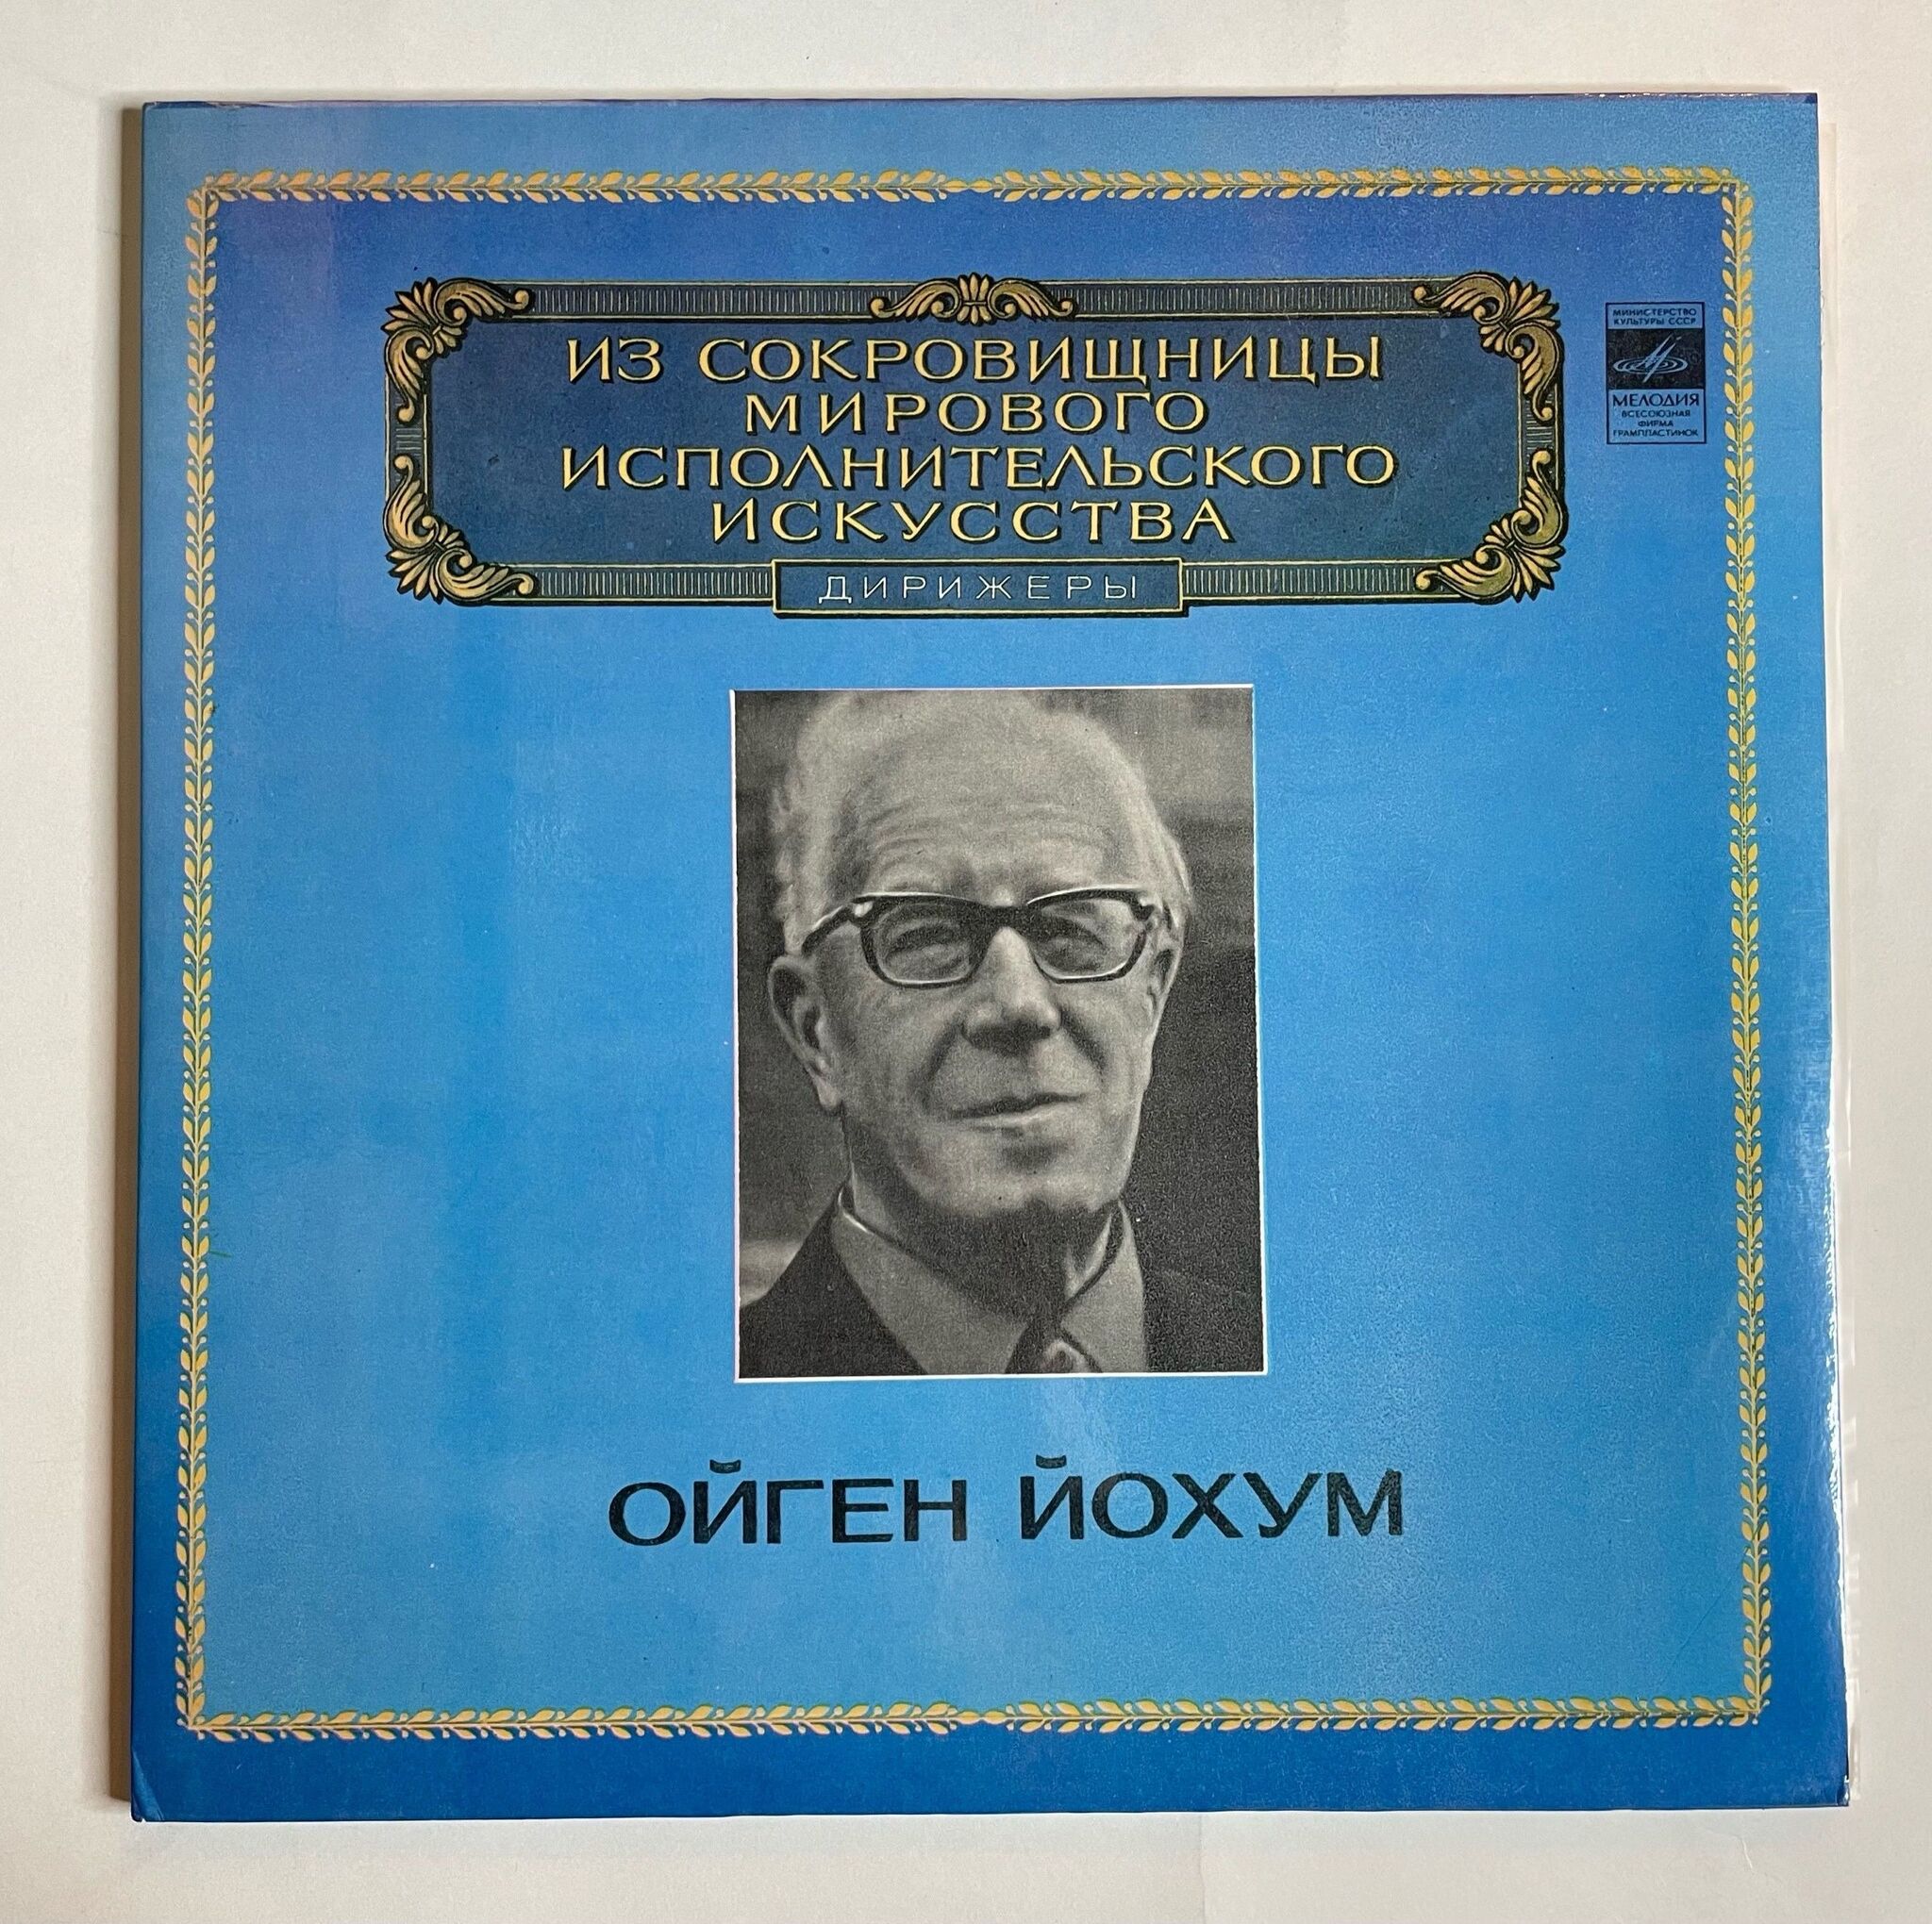 ИЗ СОКРОВИЩНИЦЫ
МИРОВОГО
ИСПОЛНИТЕЛЬСКОГО
ИСКУССТВА
ДИРИЖЕРЫ
МИНИСТЕРСТВО
КУЛЬТУРЫ СССР
МЕЛОДИЯ
ВСЕСОЮЗНАЯ
ФИРМА
ГРАМПЛАСТИНОК
ОЙГЕН ЙОХУМ